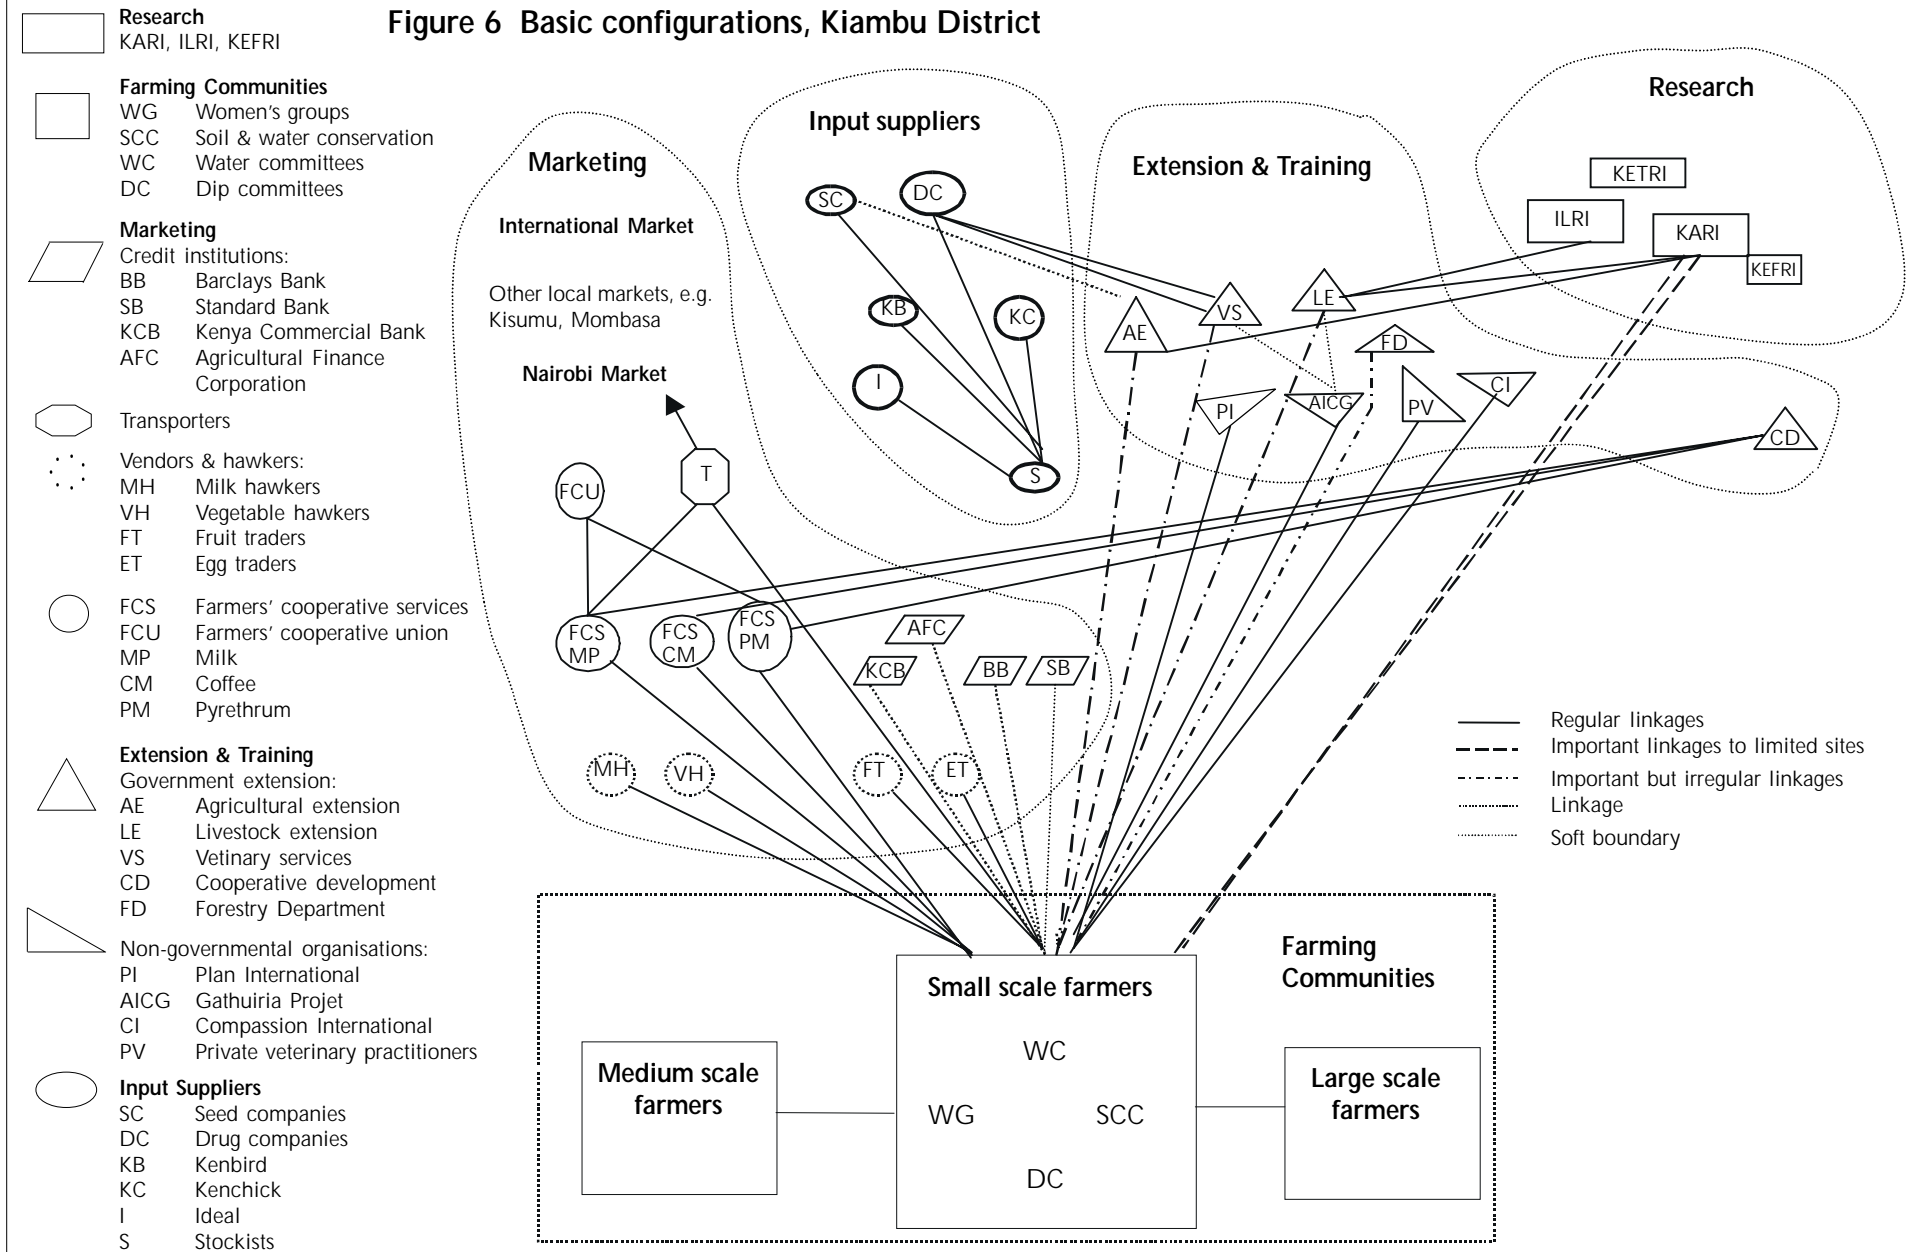 Figure 6 Basic configurations, Kiambu District
Research
KARI, ILRI, KEFRI
Farming Communities
WG Women's groups
SCC Soil & water conservation
WC Water committees
DC Dip committees
Marketing
Credit institutions:
BB Barclays Bank
SB Standard Bank
KCB Kenya Commercial Bank
AFC Agricultural Finance
Corporation
Transporters
Vendors & hawkers:
MH Milk hawkers
VH Vegetable hawkers
FT Fruit traders
ET Egg traders
FCS Farmers' cooperative services
FCU Farmers' cooperative union
MP Milk
CM Coffee
PM Pyrethrum
Extension & Training
Government extension:
AE Agricultural extension
LE Livestock extension
VS Vetinary services
CD Cooperative development
FD Forestry Department
Non-governmental organisations:
PI Plan International
AICG Gathuiria Projet
CI Compassion International
PV Private veterinary practitioners
Input Suppliers
SC Seed companies
DC Drug companies
KB Kenbird
KC Kenchick
I Ideal
S Stockists
Marketing
International Market
Other local markets, e.g.
Kisumu, Mombasa
Nairobi Market
FCU
T
FCS
MP
FCS
CM
FCS
PM
AFC
KCB
BB
SB
MH
VH
FT
ET
Input suppliers
SC
DC
KB
KC
I
S
Extension & Training
AE
VS
LE
FD
PI
AICG
PV
CI
CD
Research
KETRI
ILRI
KARI
KEFRI
Regular linkages
Important linkages to limited sites
Important but irregular linkages
Linkage
Soft boundary
Farming
Communities
Small scale farmers
WC
WG
SCC
DC
Medium scale
farmers
Large scale
farmers